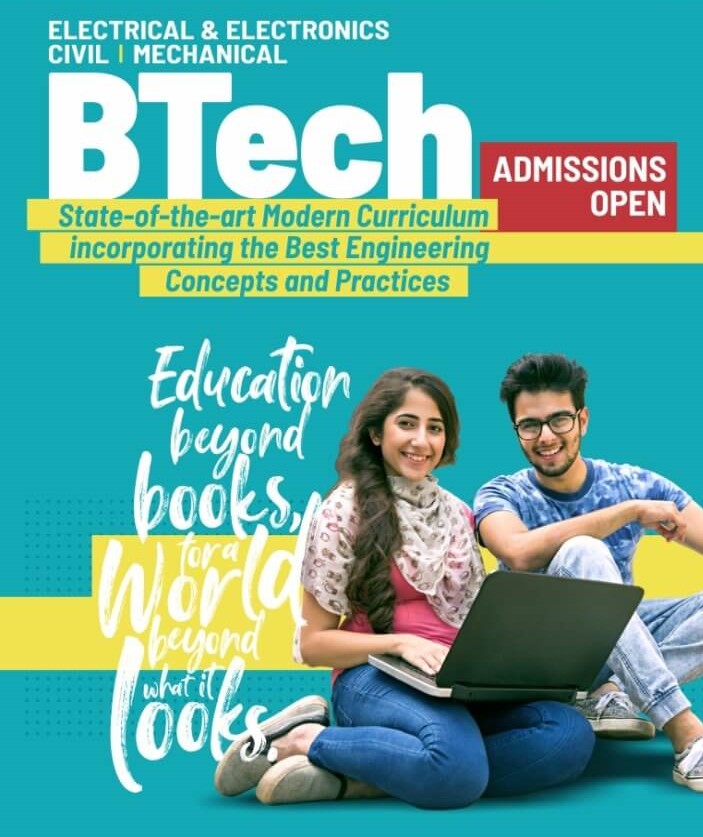 ELECTRICAL & ELECTRONICS
CIVIL | MECHANICAL
BTech
ADMISSIONS
OPEN
State-of-the-art Modern Curriculum
incorporating the Best Engineering
Concepts and Practices
Education
beyond
books,
for a
World
beyond
what it
looks.